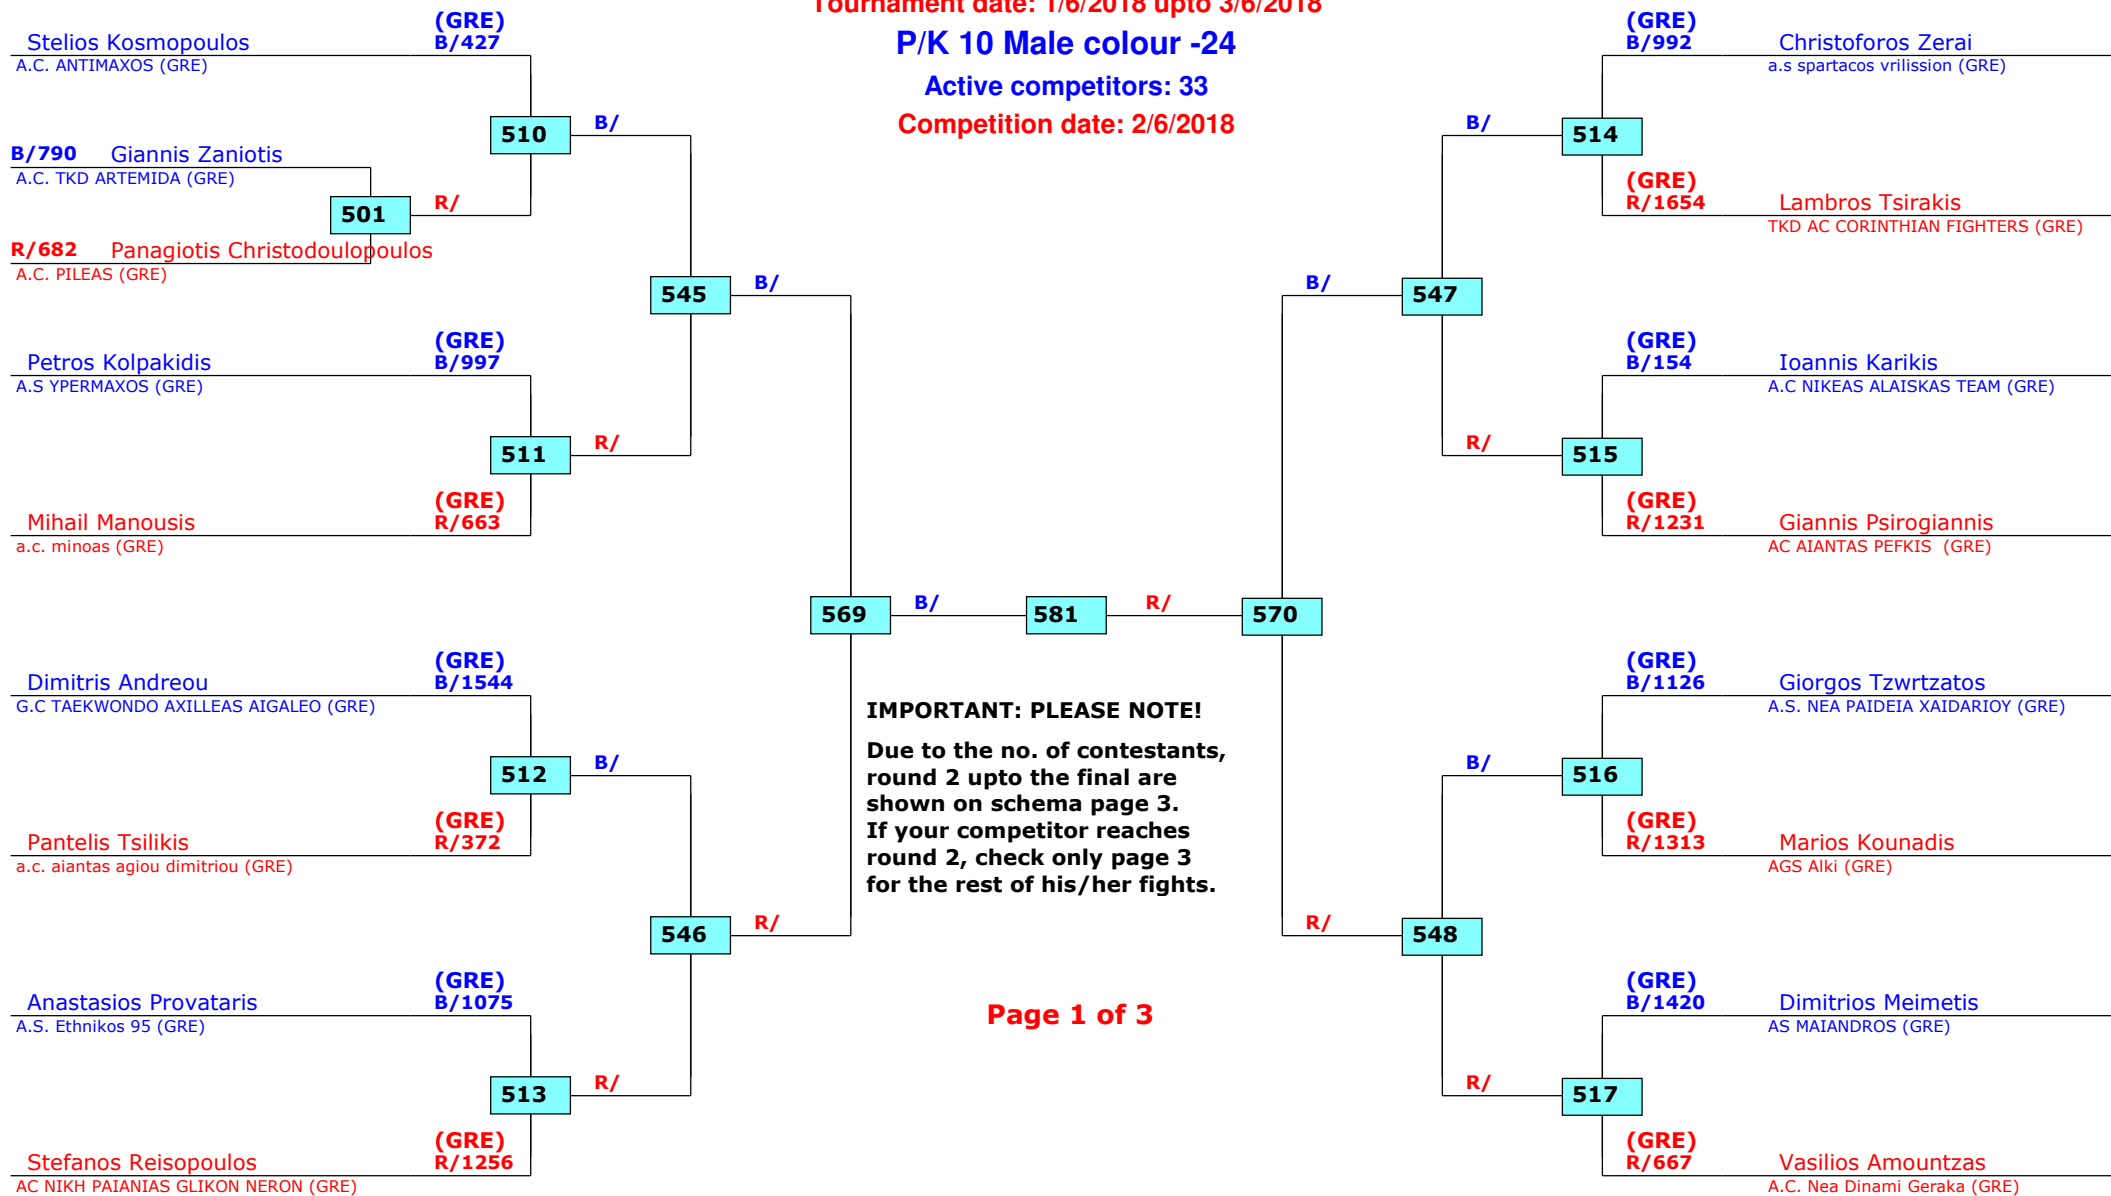 Tournament date: 1/6/2018 upto 3/6/2018
P/K 10 Male colour -24
Active competitors: 33
Competition date: 2/6/2018
(GRE)
Stelios Kosmopoulos B/427
A.C. ANTIMAXOS (GRE)
510 B/
B/790 Giannis Zaniotis
A.C. TKD ARTEMIDA (GRE)
501 R/
R/682 Panagiotis Christodoulopoulos
A.C. PILEAS (GRE)
545 B/
(GRE)
Petros Kolpakidis B/997
A.S YPERMAXOS (GRE)
511 R/
(GRE)
Mihail Manousis R/663
a.c. minoas (GRE)
569 B/ 581 R/ 570
(GRE)
Dimitris Andreou B/1544
G.C TAEKWONDO AXILLEAS AIGALEO (GRE)
512 B/
(GRE)
Pantelis Tsilikis R/372
a.c. aiantas agiou dimitriou (GRE)
546 R/
(GRE)
Anastasios Provataris B/1075
A.S. Ethnikos 95 (GRE)
513 R/
(GRE)
Stefanos Reisopoulos R/1256
AC NIKH PAIANIAS GLIKON NERON (GRE)
IMPORTANT: PLEASE NOTE!
Due to the no. of contestants,
round 2 upto the final are
shown on schema page 3.
If your competitor reaches
round 2, check only page 3
for the rest of his/her fights.
Page 1 of 3
(GRE)
B/992 Christoforos Zerai
a.s spartacos vrilission (GRE)
B/ 514
(GRE)
R/1654 Lambros Tsirakis
TKD AC CORINTHIAN FIGHTERS (GRE)
B/ 547
(GRE)
B/154 Ioannis Karikis
A.C NIKEAS ALAISKAS TEAM (GRE)
R/ 515
(GRE)
R/1231 Giannis Psirogiannis
AC AIANTAS PEFKIS (GRE)
(GRE)
B/1126 Giorgos Tzwrtzatos
A.S. NEA PAIDEIA XAIDARIOY (GRE)
B/ 516
(GRE)
R/1313 Marios Kounadis
AGS Alki (GRE)
R/ 548
(GRE)
B/1420 Dimitrios Meimetis
AS MAIANDROS (GRE)
R/ 517
(GRE)
R/667 Vasilios Amountzas
A.C. Nea Dinami Geraka (GRE)